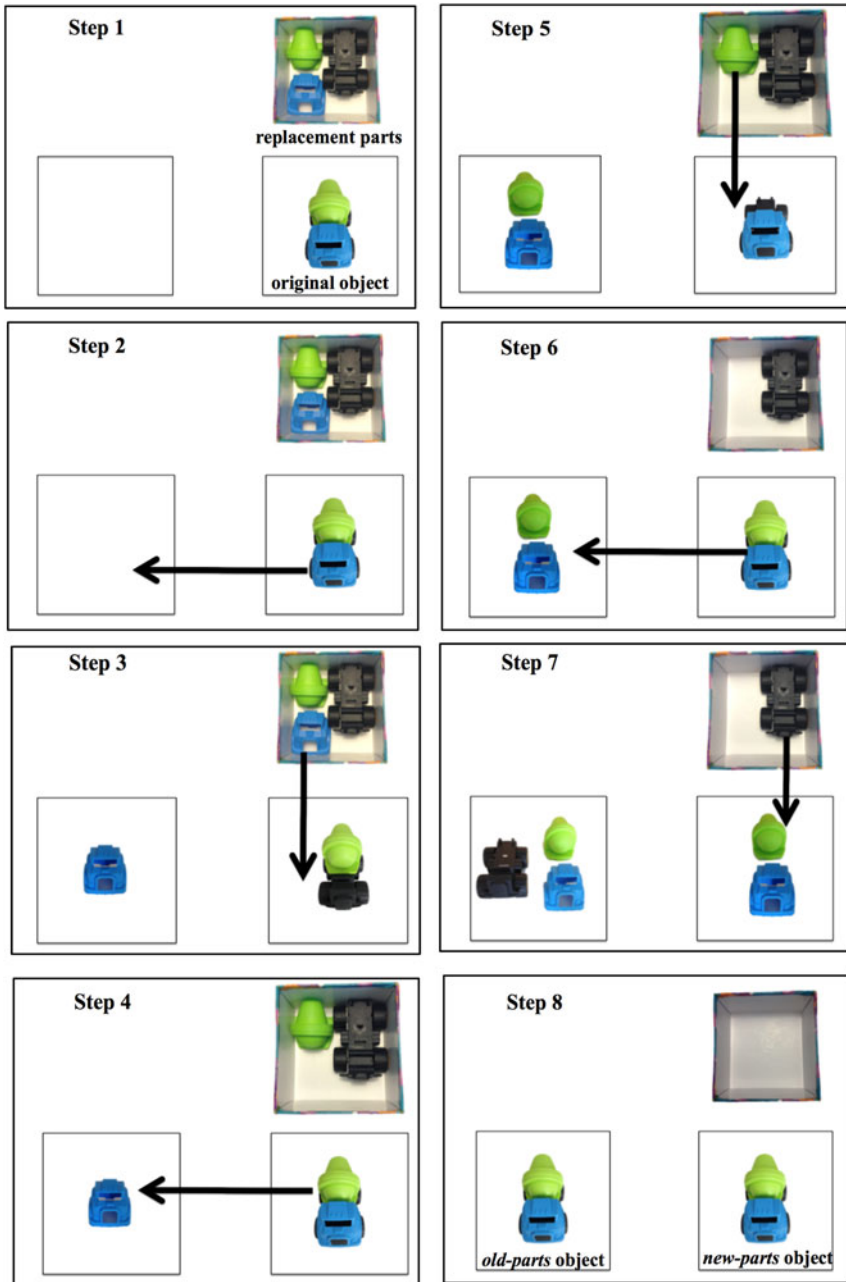 Step 1
replacement parts
original object
Step 2
Step 3
Step 4
Step 5
Step 6
Step 7
Step 8
old-parts object
new-parts object